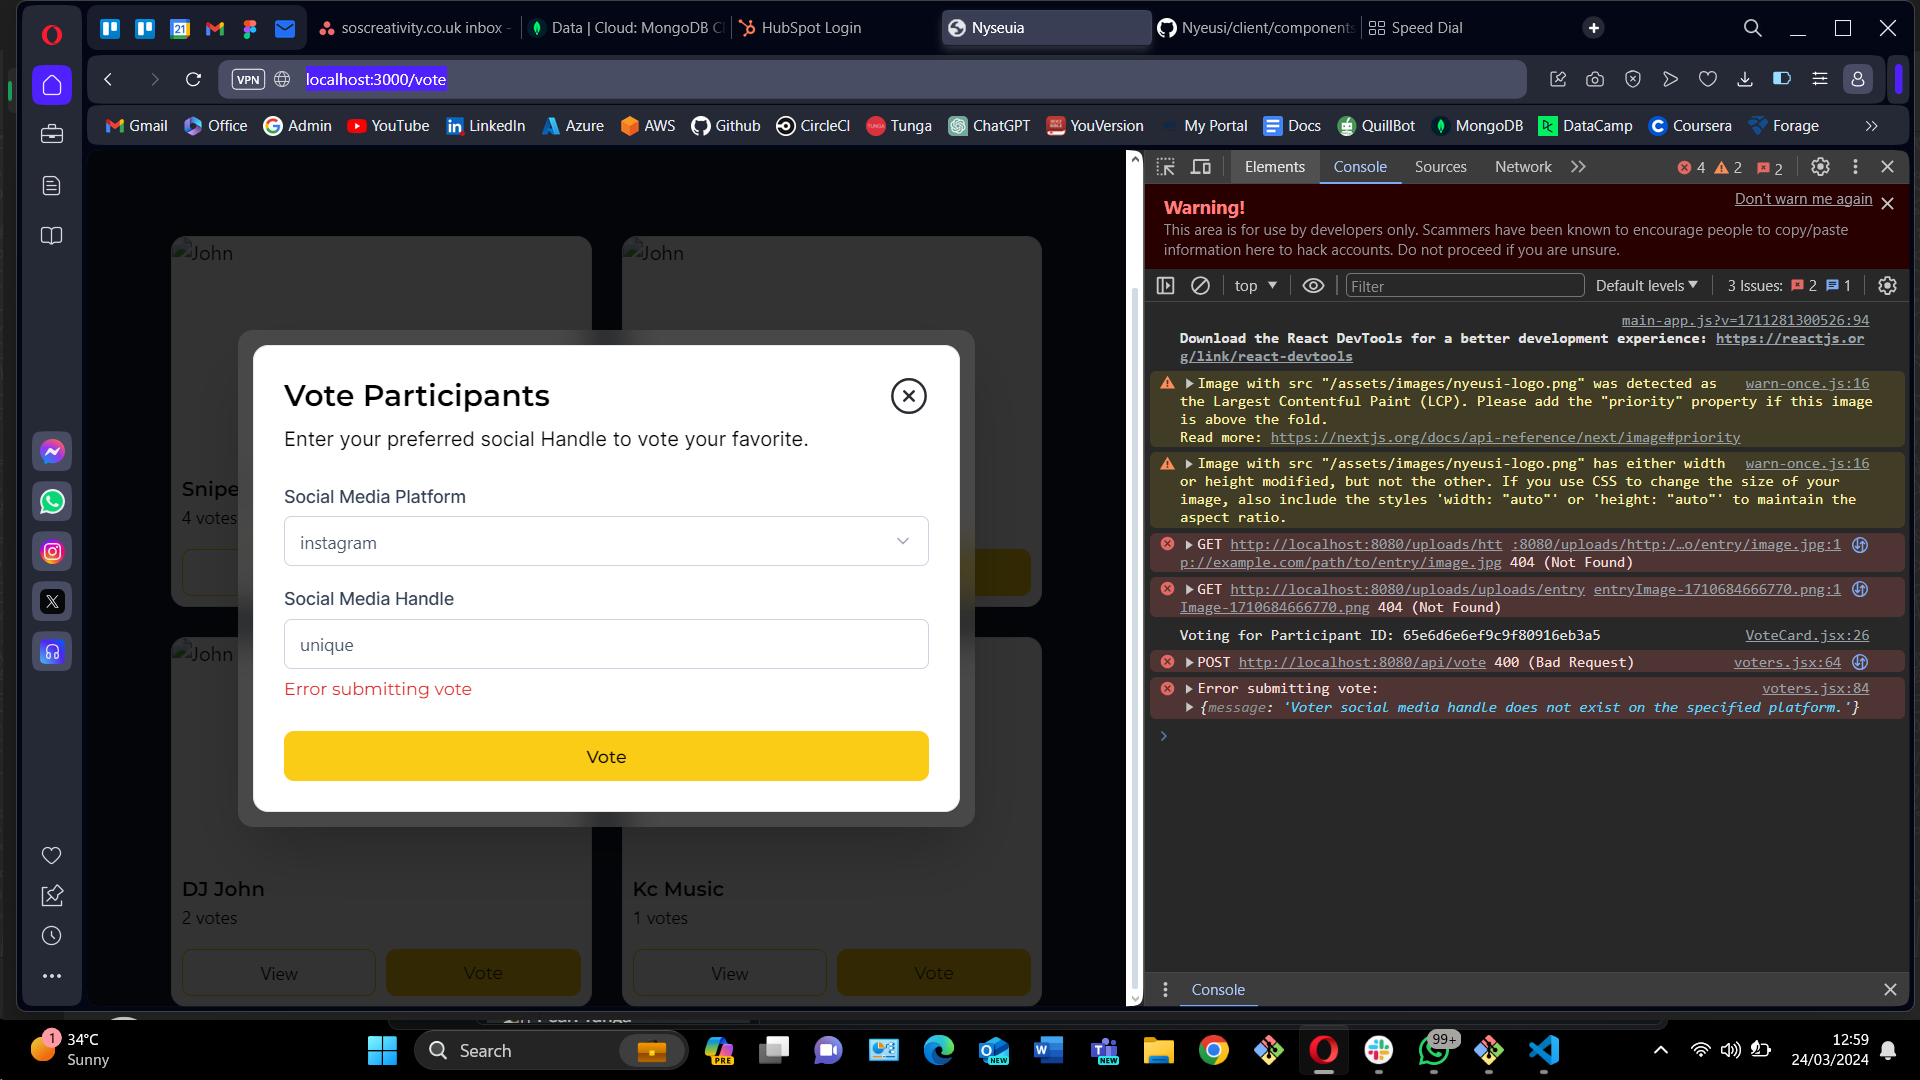 soscreativity.co.uk inbox -
Data | Cloud: MongoDB Cl
HubSpot Login
Nyseuia
Nyeusi/client/components
Speed Dial
VPN
localhost:3000/vote
Gmail
Office
Admin
YouTube
LinkedIn
Azure
AWS
Github
CircleCI
Tunga
ChatGPT
YouVersion
My Portal
Docs
QuillBot
MongoDB
DataCamp
Coursera
Forage
John
John
Snipe
4 votes
Vote Participants
Enter your preferred social Handle to vote your favorite.
Social Media Platform
instagram
Social Media Handle
unique
Error submitting vote
Vote
John
DJ John
2 votes
View
Vote
Kc Music
1 votes
View
Vote
Elements
Console
Sources
Network
4
2
2
Warning!
Don't warn me again
This area is for use by developers only. Scammers have been known to encourage people to copy/paste
information here to hack accounts. Do not proceed if you are unsure.
top
Filter
Default levels
3 Issues:
2
1
main-app.js?v=1711281300526:94
Download the React DevTools for a better development experience: https://reactjs.or
g/link/react-devtools
Image with src "/assets/images/nyeusi-logo.png" was detected as warn-once.js:16
the Largest Contentful Paint (LCP). Please add the "priority" property if this image
is above the fold.
Read more: https://nextjs.org/docs/api-reference/next/image#priority
Image with src "/assets/images/nyeusi-logo.png" has either width warn-once.js:16
or height modified, but not the other. If you use CSS to change the size of your
image, also include the styles 'width: "auto"' or 'height: "auto"' to maintain the
aspect ratio.
GET http://localhost:8080/uploads/htt :8080/uploads/http:/…o/entry/image.jpg:1
p://example.com/path/to/entry/image.jpg 404 (Not Found)
GET http://localhost:8080/uploads/uploads/entry entryImage-1710684666770.png:1
Image-1710684666770.png 404 (Not Found)
Voting for Participant ID: 65e6d6e6ef9c9f80916eb3a5 VoteCard.jsx:26
POST http://localhost:8080/api/vote 400 (Bad Request) voters.jsx:64
Error submitting vote: voters.jsx:84
{message: 'Voter social media handle does not exist on the specified platform.'}
Console
1
34°C
Sunny
Search
PRE
NEW
NEW
99+
12:59
24/03/2024